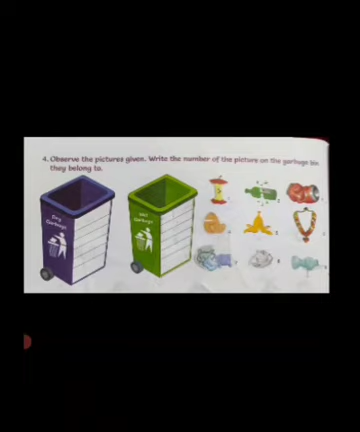 4. Observe the pictures given. Write the number of the picture on the garbage bin
they belong to.
Dry
Garbage
Wet
Garbage